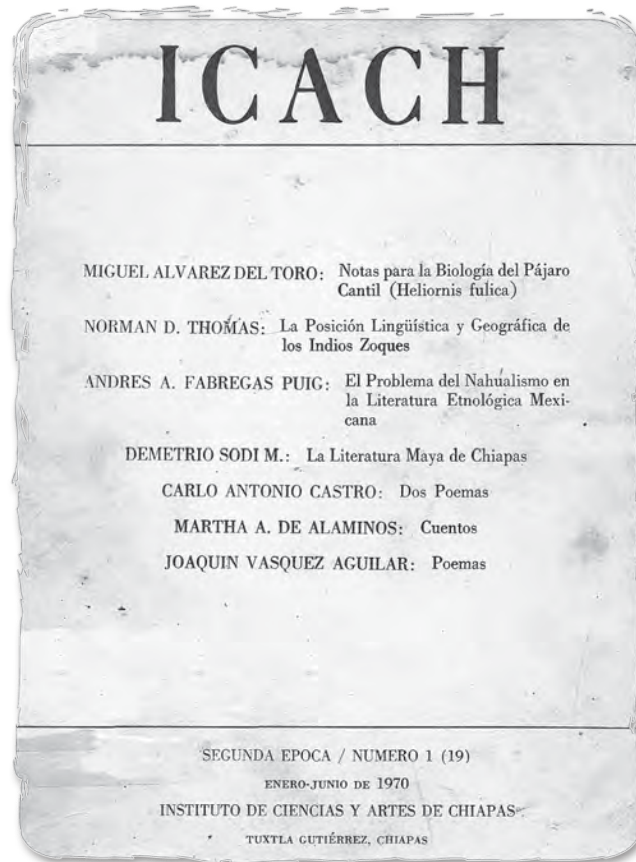 ICACH
MIGUEL ALVAREZ DEL TORO: Notas para la Biología del Pájaro
Cantil (Heliornis fulica)
NORMAN D. THOMAS: La Posición Lingüística y Geográfica de
los Indios Zoques
ANDRES A. FABREGAS PUIG: El Problema del Nahualismo en
la Literatura Etnológica Mexi-
cana
DEMETRIO SODI M.: La Literatura Maya de Chiapas
CARLO ANTONIO CASTRO: Dos Poemas
MARTHA A. DE ALAMINOS: Cuentos
JOAQUIN VASQUEZ AGUILAR: Poemas
SEGUNDA EPOCA / NUMERO 1 (19)
ENERO-JUNIO DE 1970
INSTITUTO DE CIENCIAS Y ARTES DE CHIAPAS
TUXTLA GUTIÉRREZ, CHIAPAS